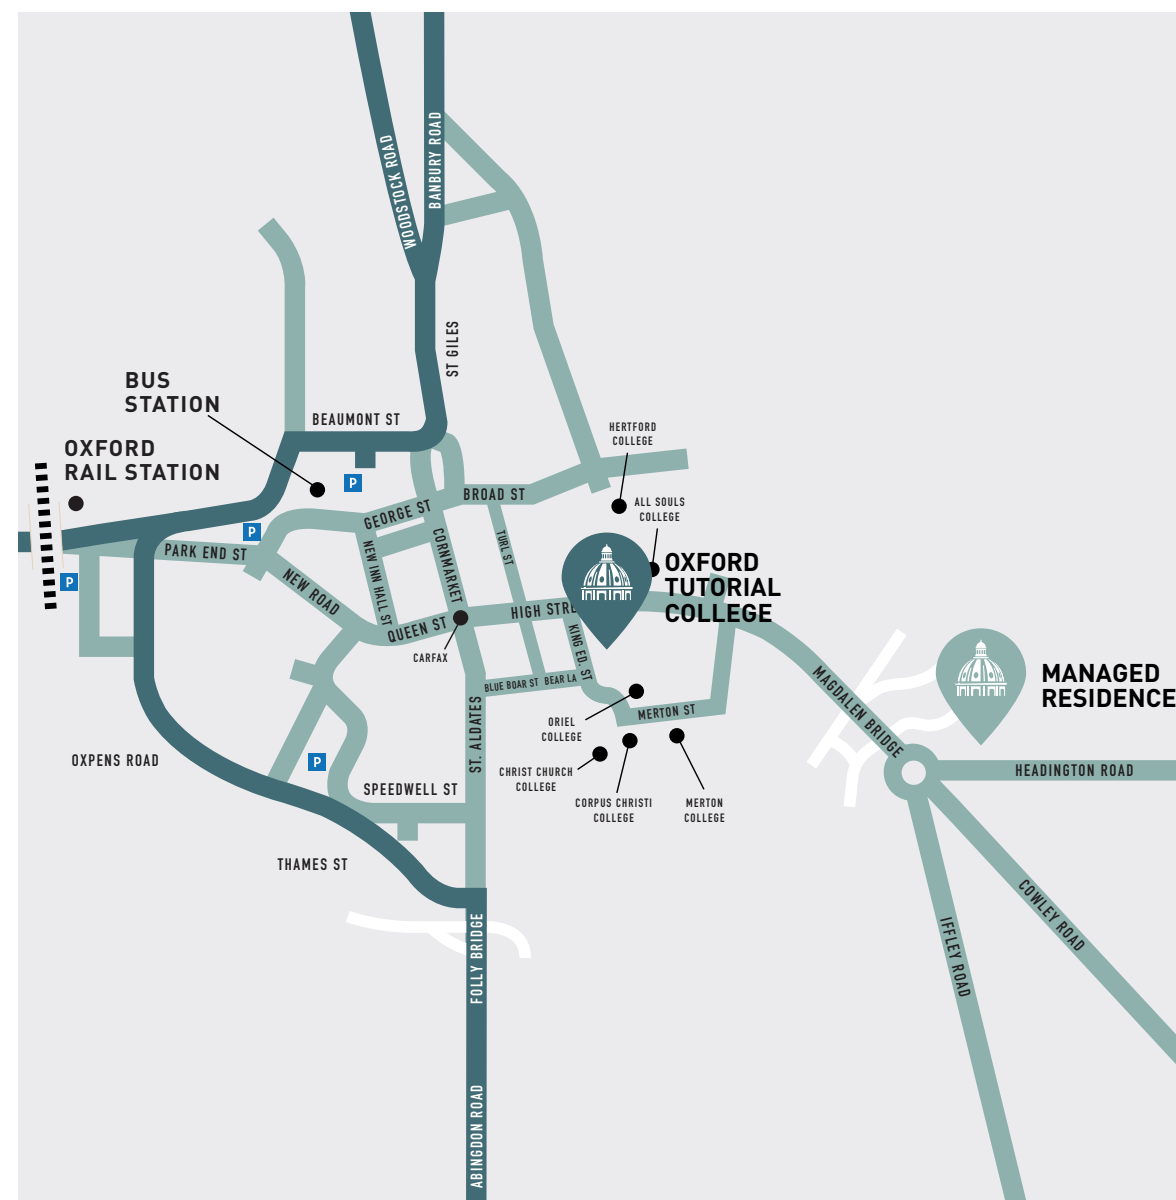 BANBURY ROAD
WOODSTOCK ROAD
ST GILES
BUS
STATION
BEAUMONT ST
OXFORD
RAIL STATION
HERTFORD
COLLEGE
P
BROAD ST
ALL SOULS
COLLEGE
GEORGE ST
P
TURL ST
CORNMARKET
PARK END ST
NEW INN HALL ST
OXFORD
TUTORIAL
COLLEGE
P
NEW ROAD
HIGH STRE
QUEEN ST
KING ED. ST
CARFAX
BLUE BOAR ST
BEAR LA
MANAGED
RESIDENCE
MAGDALEN BRIDGE
MERTON ST
ORIEL
COLLEGE
ST. ALDATES
OXPENS ROAD
P
HEADINGTON ROAD
CHRIST CHURCH
COLLEGE
SPEEDWELL ST
CORPUS CHRISTI
COLLEGE
MERTON
COLLEGE
THAMES ST
COWLEY ROAD
IFFLEY ROAD
FOLLY BRIDGE
ABINGDON ROAD